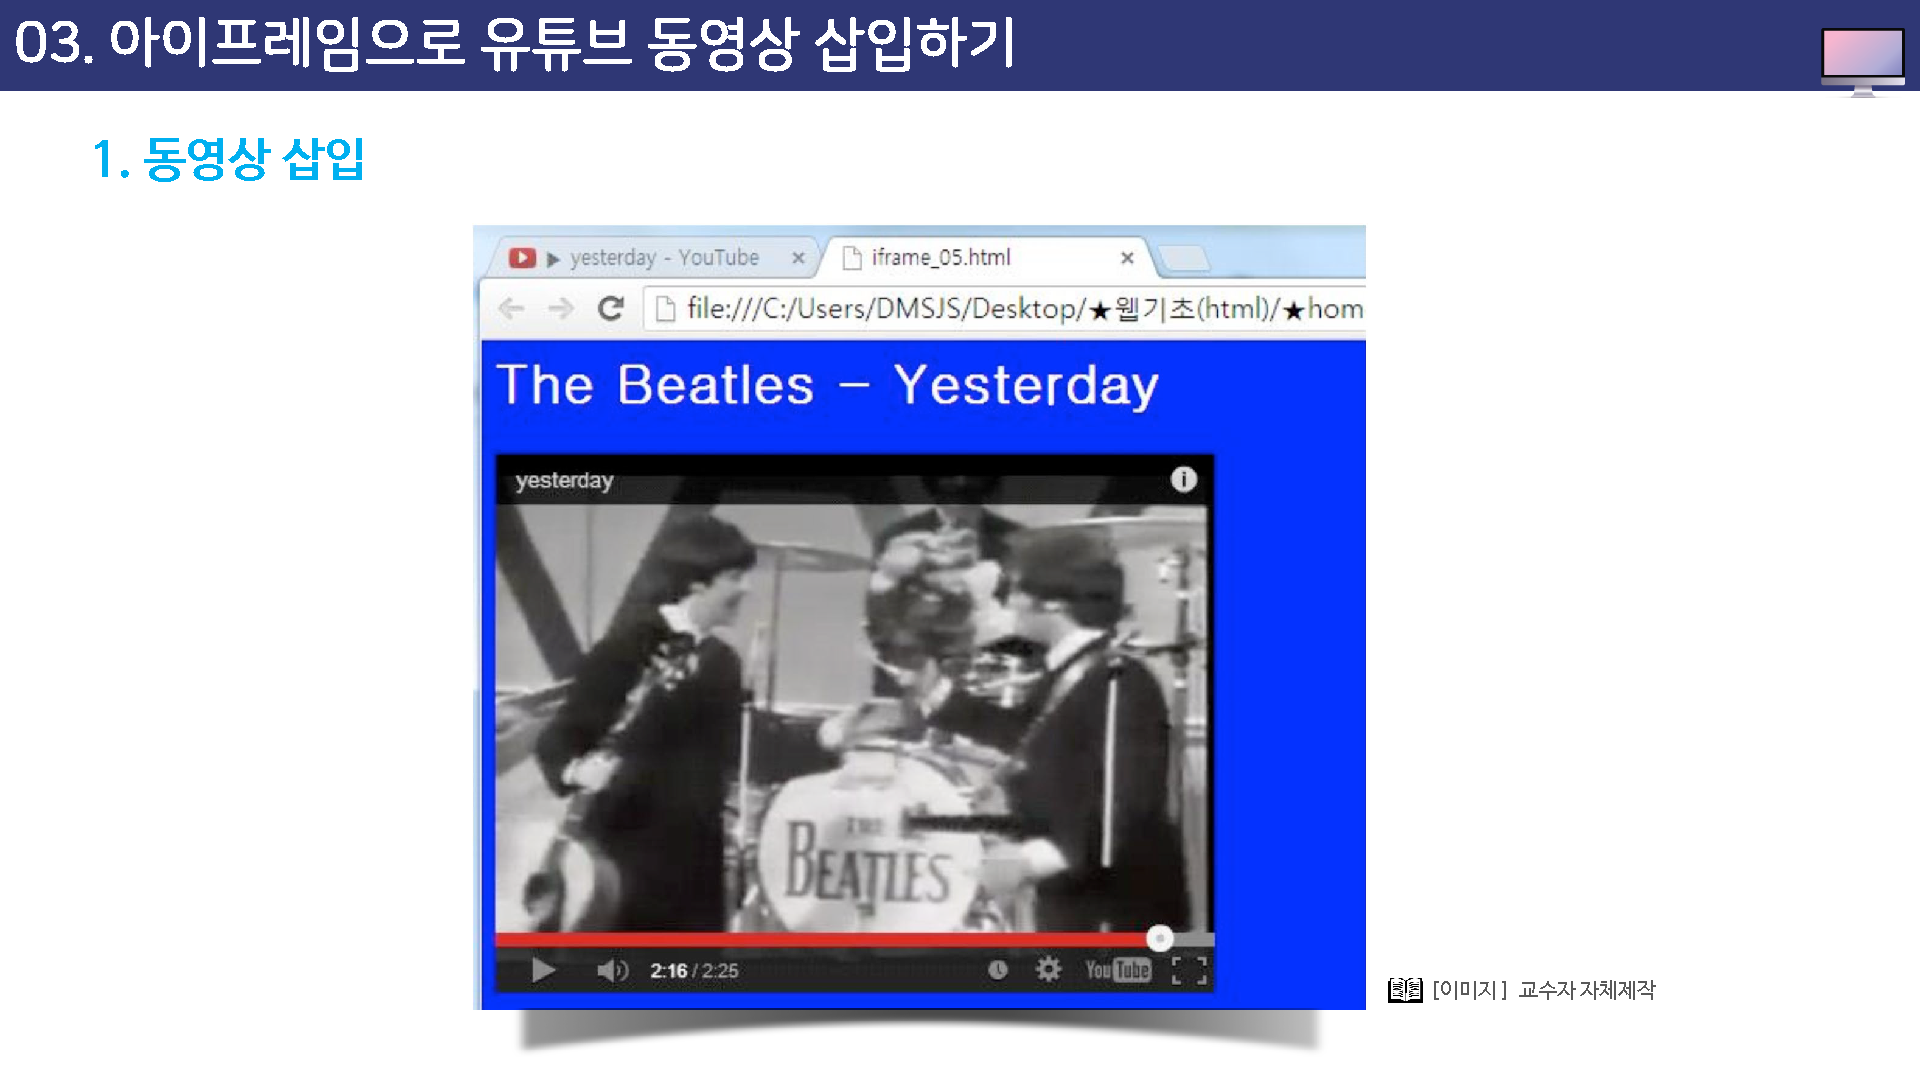 03. 아이프레임으로 유튜브 동영상 삽입하기
1. 동영상 삽입
yesterday - YouTube
iframe_05.html
file:///C:/Users/DMSJS/Desktop/★웹기초(html)/★hom
The Beatles - Yesterday
yesterday
THE
BEATLES
2:16 / 2:25
YouTube
[이미지] 교수자 자체제작